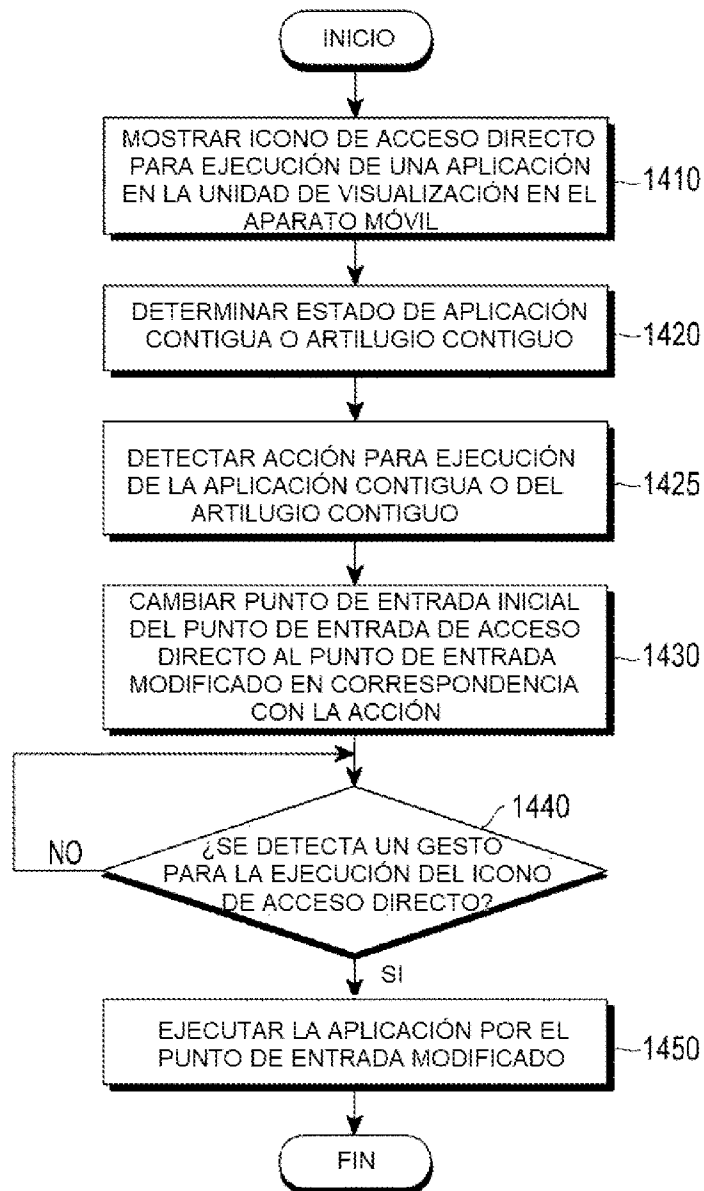 INICIO
MOSTRAR ICONO DE ACCESO DIRECTO
PARA EJECUCIÓN DE UNA APLICACIÓN
EN LA UNIDAD DE VISUALIZACIÓN EN EL
APARATO MÓVIL
1410
DETERMINAR ESTADO DE APLICACIÓN
CONTIGUA O ARTILUGIO CONTIGUO
1420
DETECTAR ACCIÓN PARA EJECUCIÓN
DE LA APLICACIÓN CONTIGUA O DEL
ARTILUGIO CONTIGUO
1425
CAMBIAR PUNTO DE ENTRADA INICIAL
DEL PUNTO DE ENTRADA DE ACCESO
DIRECTO AL PUNTO DE ENTRADA
MODIFICADO EN CORRESPONDENCIA
CON LA ACCIÓN
1430
1440
¿SE DETECTA UN GESTO
PARA LA EJECUCIÓN DEL ICONO
DE ACCESO DIRECTO?
NO
SI
EJECUTAR LA APLICACIÓN POR EL
PUNTO DE ENTRADA MODIFICADO
1450
FIN